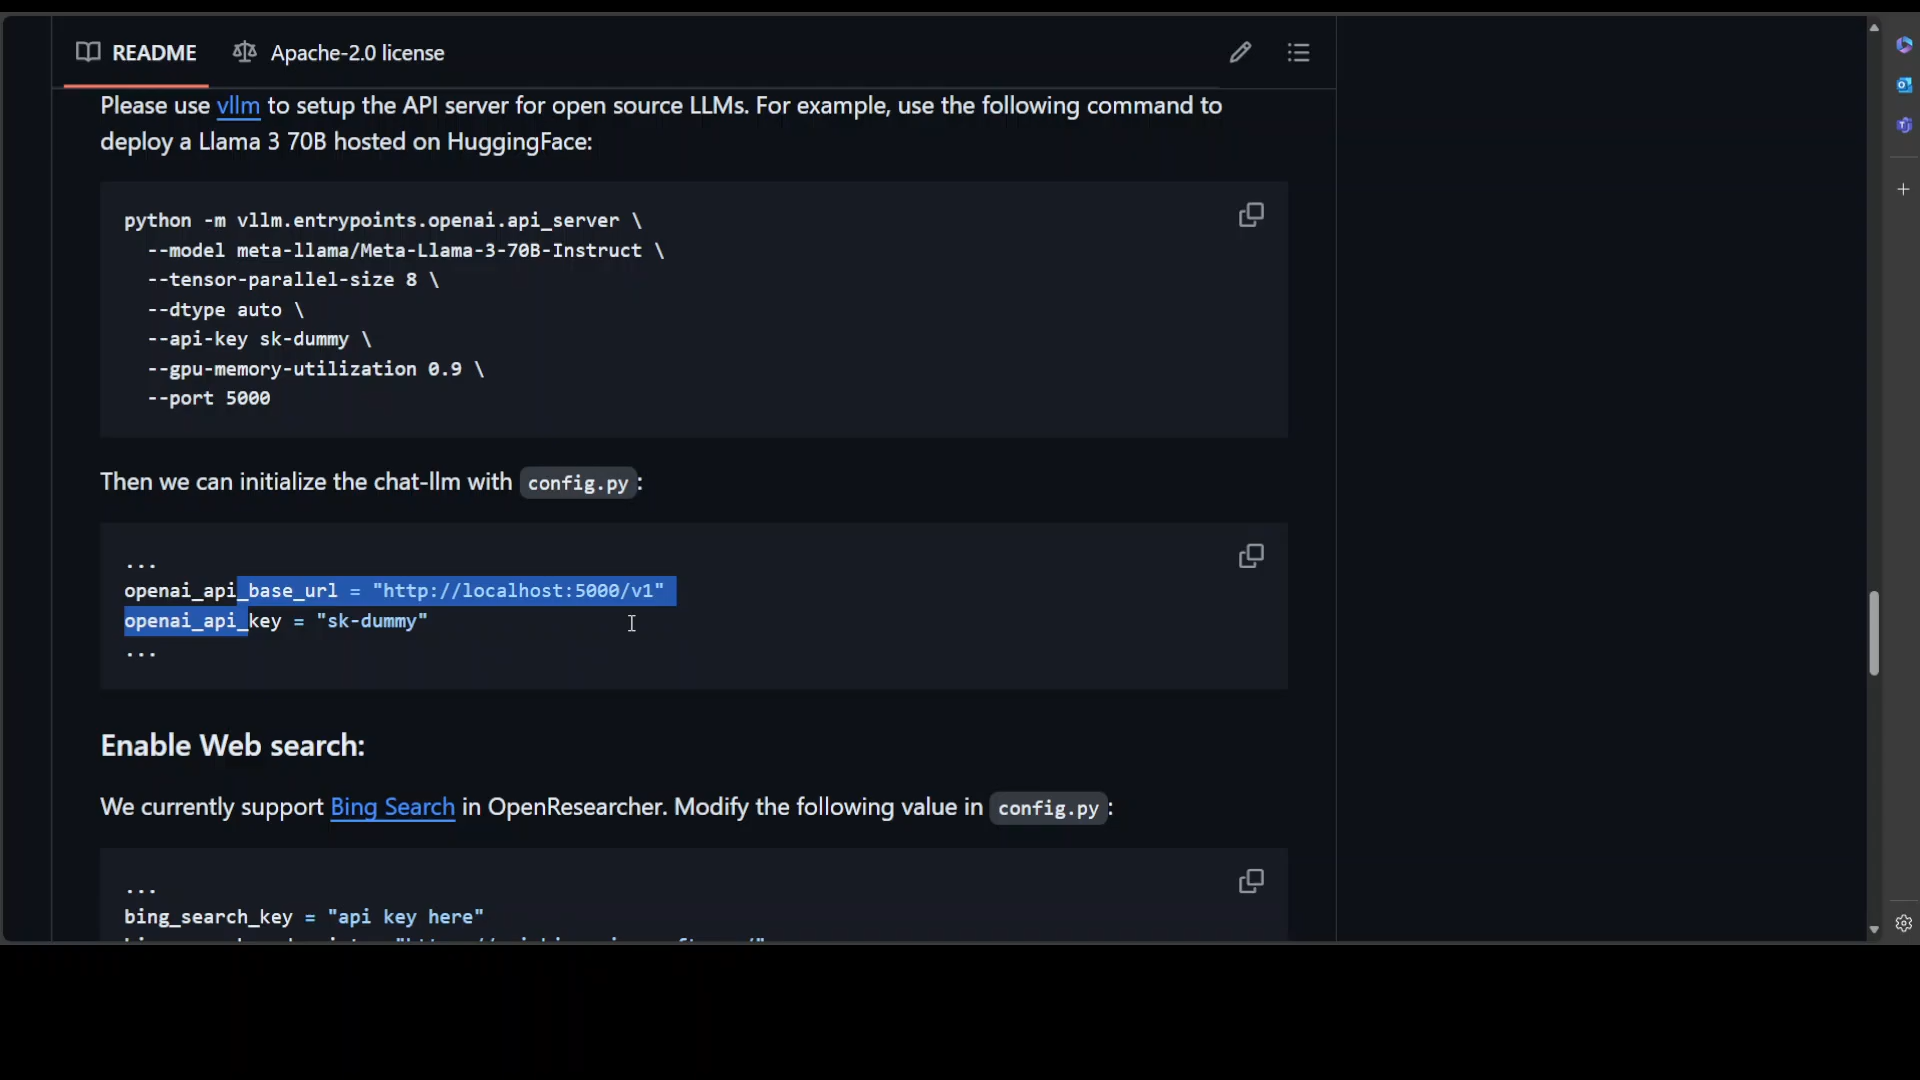 README
Apache-2.0 license
Please use vllm to setup the API server for open source LLMs. For example, use the following command to
deploy a Llama 3 70B hosted on HuggingFace:
python -m vllm.entrypoints.openai.api_server \
--model meta-llama/Meta-Llama-3-70B-Instruct \
--tensor-parallel-size 8 \
--dtype auto \
--api-key sk-dummy \
--gpu-memory-utilization 0.9 \
--port 5000
Then we can initialize the chat-llm with config.py:
...
openai_api_base_url = "http://localhost:5000/v1"
openai_api_key = "sk-dummy"
...
Enable Web search:
We currently support Bing Search in OpenResearcher. Modify the following value in config.py:
...
bing_search_key = "api key here"